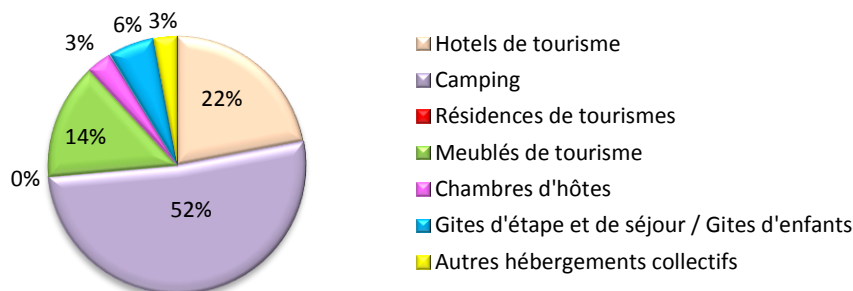 3%
6%
3%
22%
14%
0%
52%
Hotels de tourisme
Camping
Résidences de tourismes
Meublés de tourisme
Chambres d'hôtes
Gites d'étape et de séjour / Gites d'enfants
Autres hébergements collectifs